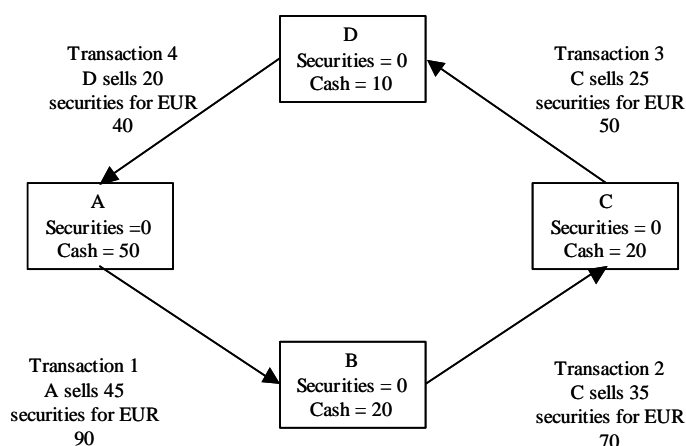 D
Securities = 0
Cash = 10
Transaction 4
D sells 20
securities for EUR
40
Transaction 3
C sells 25
securities for EUR
50
A
Securities =0
Cash = 50
C
Securities = 0
Cash = 20
B
Securities = 0
Cash = 20
Transaction 1
A sells 45
securities for EUR
90
Transaction 2
C sells 35
securities for EUR
70